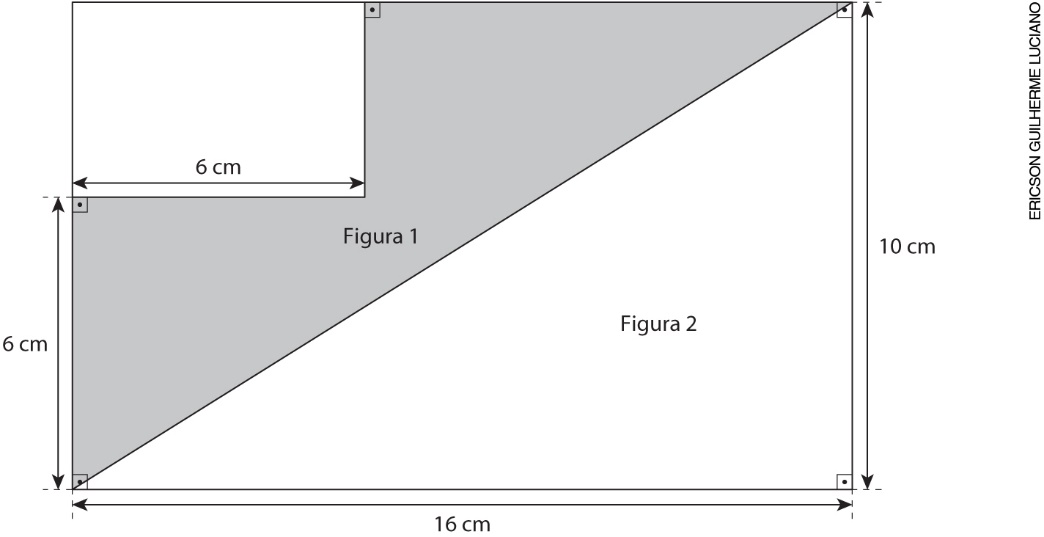 6 cm
Figura 1
10 cm
Figura 2
6 cm
16 cm
ERICSON GUILHERME LUCIANO